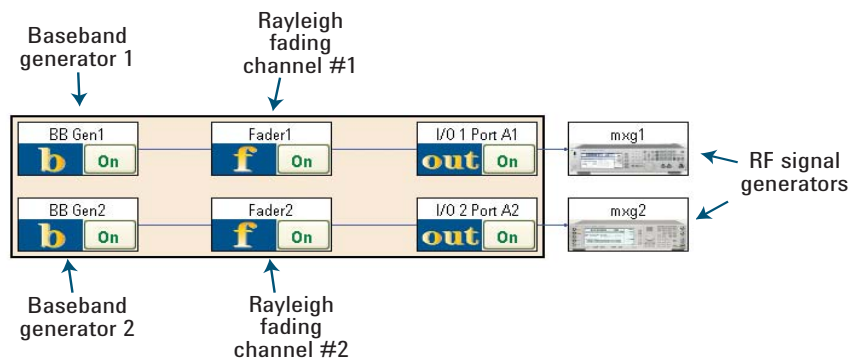 Baseband
generator 1
Rayleigh
fading
channel #1
BB Gen1
b On
Fader1
f On
I/O 1 Port A1
out On
mxg1
BB Gen2
b On
Fader2
f On
I/O 2 Port A2
out On
mxg2
RF signal
generators
Baseband
generator 2
Rayleigh
fading
channel #2